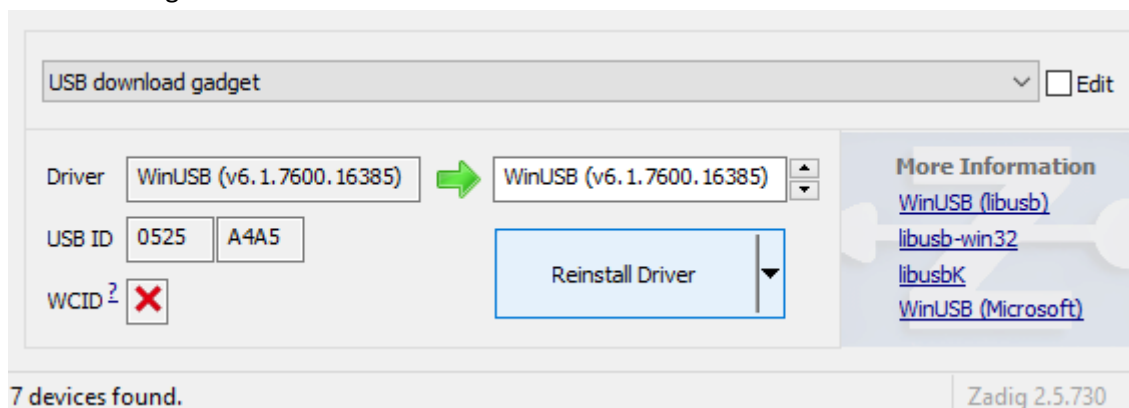 USB download gadget
Edit
Driver WinUSB (v6.1.7600.16385) WinUSB (v6.1.7600.16385)
USB ID 0525 A4A5
WCID ?
Reinstall Driver
More Information
WinUSB (libusb)
libusb-win32
libusbK
WinUSB (Microsoft)
7 devices found.
Zadig 2.5.730